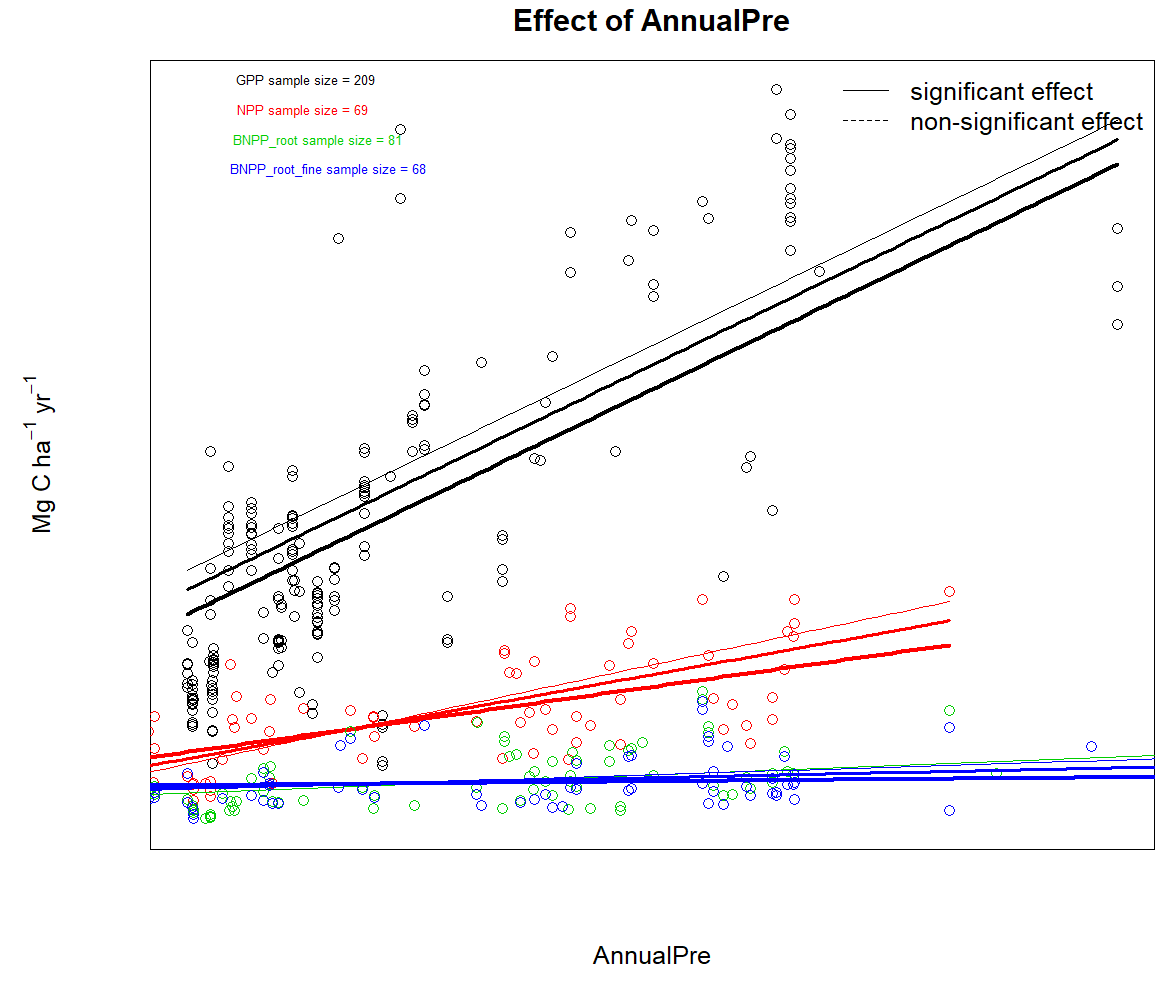 Effect of AnnualPre
GPP sample size = 209
NPP sample size = 69
BNPP_root sample size = 81
BNPP_root_fine sample size = 68
significant effect
non-significant effect
Mg C ha⁻¹ yr⁻¹
AnnualPre